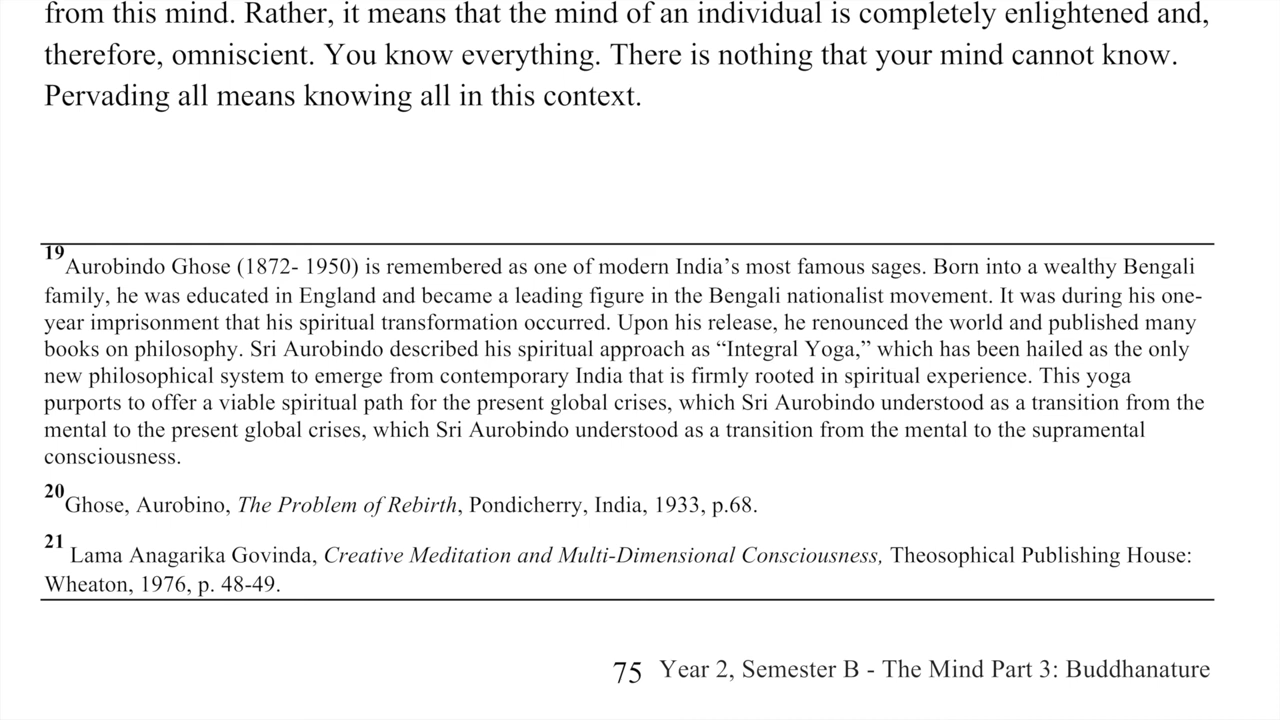 from this mind. Rather, it means that the mind of an individual is completely enlightened and,
therefore, omniscient. You know everything. There is nothing that your mind cannot know.
Pervading all means knowing all in this context.
19Aurobindo Ghose (1872- 1950) is remembered as one of modern India’s most famous sages. Born into a wealthy Bengali
family, he was educated in England and became a leading figure in the Bengali nationalist movement. It was during his one-
year imprisonment that his spiritual transformation occurred. Upon his release, he renounced the world and published many
books on philosophy. Sri Aurobindo described his spiritual approach as “Integral Yoga,” which has been hailed as the only
new philosophical system to emerge from contemporary India that is firmly rooted in spiritual experience. This yoga
purports to offer a viable spiritual path for the present global crises, which Sri Aurobindo understood as a transition from the
mental to the present global crises, which Sri Aurobindo understood as a transition from the mental to the supramental
consciousness.
20Ghose, Aurobino, The Problem of Rebirth, Pondicherry, India, 1933, p.68.
21 Lama Anagarika Govinda, Creative Meditation and Multi-Dimensional Consciousness, Theosophical Publishing House:
Wheaton, 1976, p. 48-49.
75 Year 2, Semester B - The Mind Part 3: Buddhanature